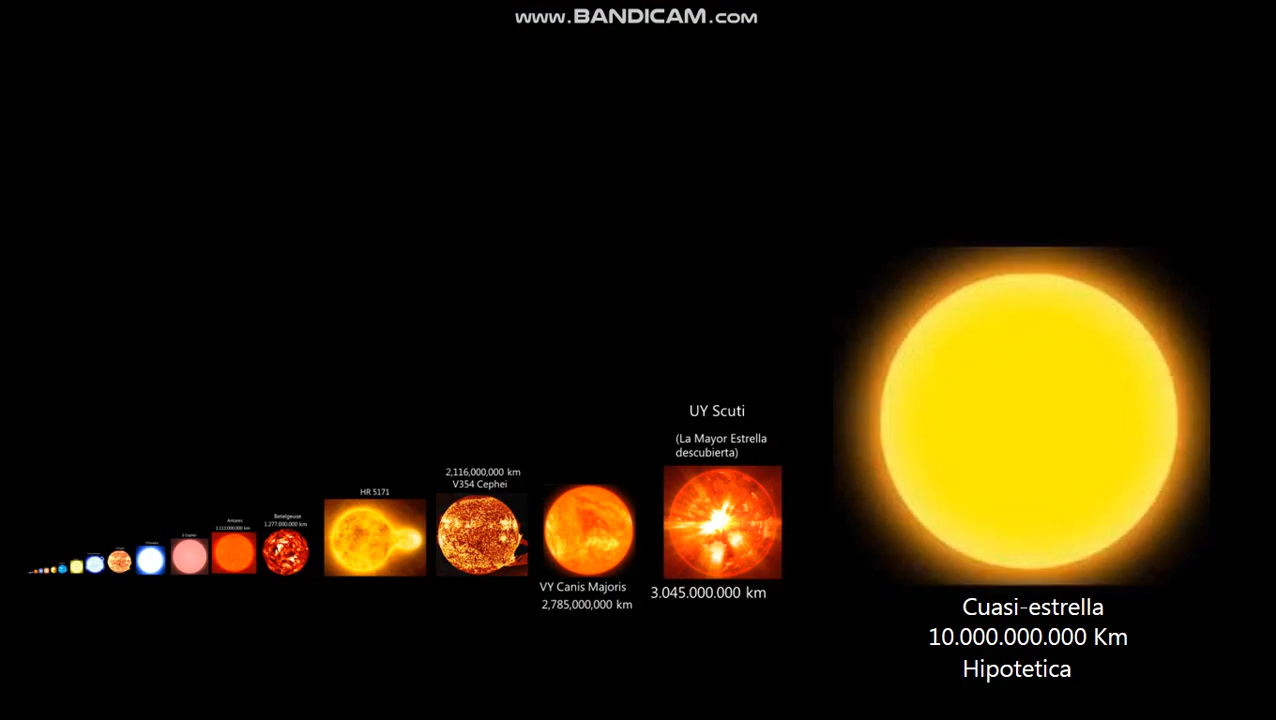 www.BANDICAM.com
UY Scuti
(La Mayor Estrella
descubierta)
2,116,000,000 km
V354 Cephei
HR 5171
Betelgeuse
1.277.000.000 km
Antares
VY Canis Majoris
2,785,000,000 km
3.045.000.000 km
Cuasi-estrella
10.000.000.000 Km
Hipotetica